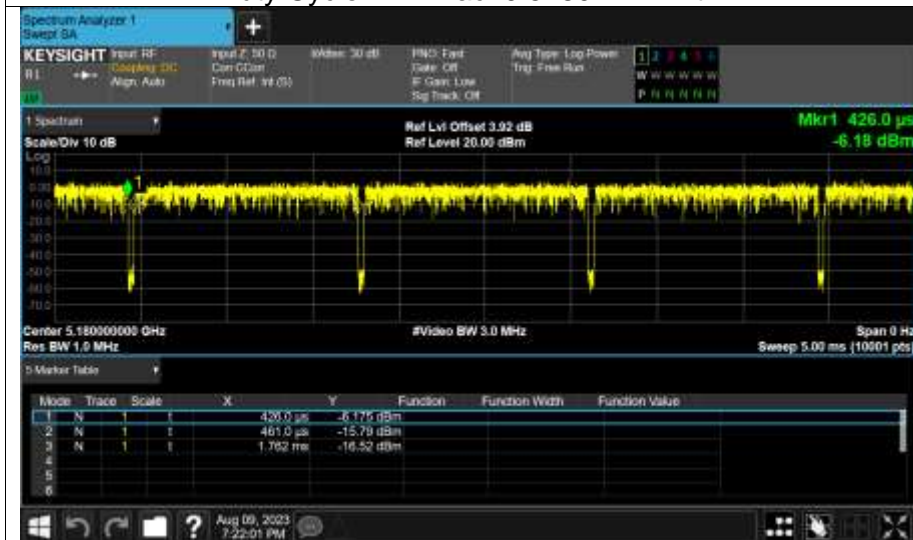 Spectrum Analyzer 1
Swept SA
+
KEYSIGHT Input: RF
Coupling: DC
Align: Auto
Input Z: 50 Ω
Corr CCorr
Freq Ref: Int (S)
#Atten: 30 dB
PNO: Fast
Gate: Off
IF Gain: Low
Sig Track: Off
Avg Type: Log-Power
Trig: Free Run
1 2 3 4 5 6
W W W W W W
P N N N N N
1 Spectrum
Scale/Div 10 dB
Ref Lvl Offset 3.92 dB
Ref Level 20.00 dBm
Mkr1 426.0 µs
-6.18 dBm
Log
1
Center 5.180000000 GHz
Res BW 1.0 MHz
#Video BW 3.0 MHz
Span 0 Hz
Sweep 5.00 ms (10001 pts)
5 Marker Table
Mode Trace Scale X Y Function Function Width Function Value
1 N 1 t 426.0 µs -6.175 dBm
2 N 1 t 461.0 µs -15.79 dBm
3 N 1 t 1.762 ms -16.52 dBm
4
5
6
?
Aug 09, 2023
7:22:01 PM